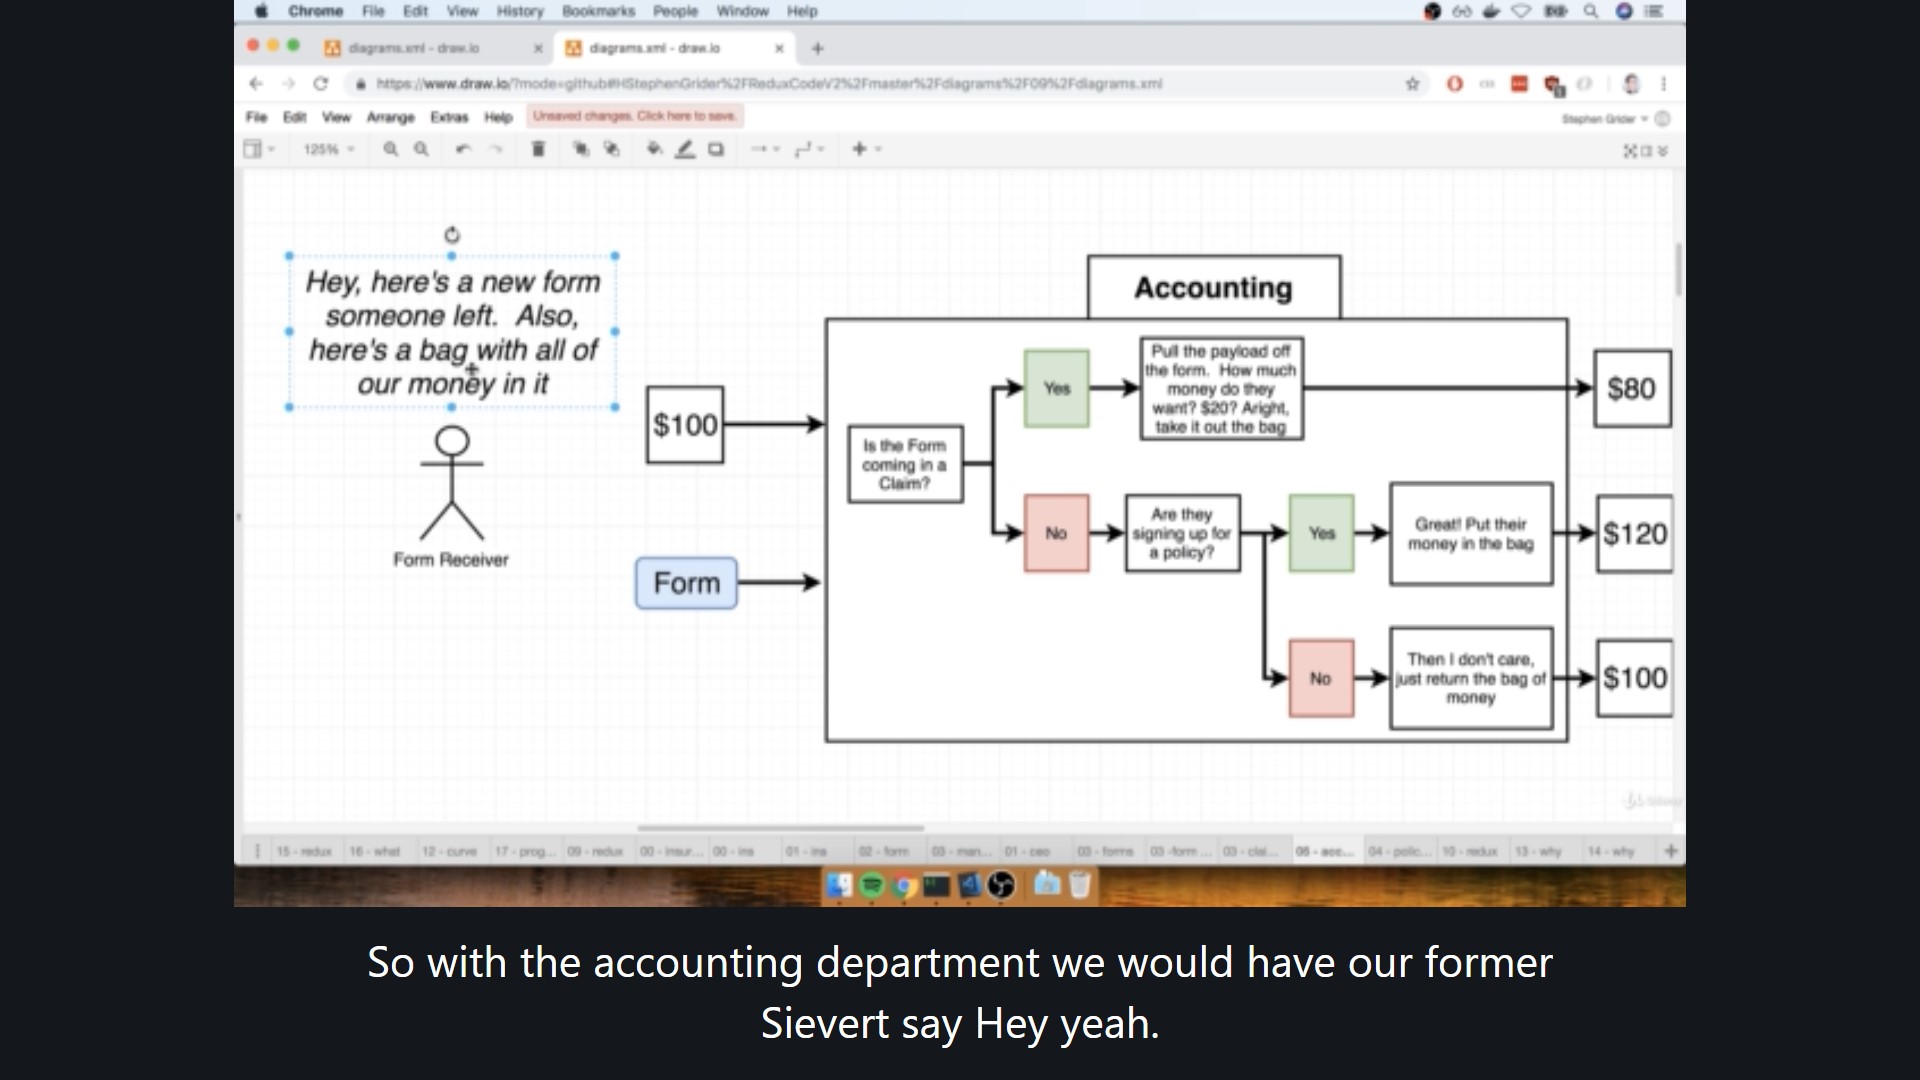 Chrome File Edit View History Bookmarks People Window Help
diagrams.xml - draw.io
diagrams.xml - draw.io
https://www.draw.io/?mode=github#HStephenGrider%2FReduxCodeV2%2Fmaster%2Fdiagrams%2F09%2Fdiagrams.xml
File Edit View Arrange Extras Help Unsaved changes. Click here to save.
Stephen Grider
125%
Hey, here's a new form
someone left. Also,
here's a bag with all of
our money in it
Form Receiver
$100
Form
Accounting
Is the Form
coming in a
Claim?
Yes
Pull the payload off
the form. How much
money do they
want? $20? Aright,
take it out the bag
$80
No
Are they
signing up for
a policy?
Yes
Great! Put their
money in the bag
$120
No
Then I don't care,
just return the bag of
money
$100
15 - redux 16 - what 12 - curve 17 - prog... 09 - redux 00 - insur... 00 - ins 01 - ins 02 - form 03 - man... 01 - ceo 03 - forms 03 -form ... 03 - clai... 05 - acc... 04 - polic... 10 - redux 13 - why 14 - why
So with the accounting department we would have our former
Sievert say Hey yeah.